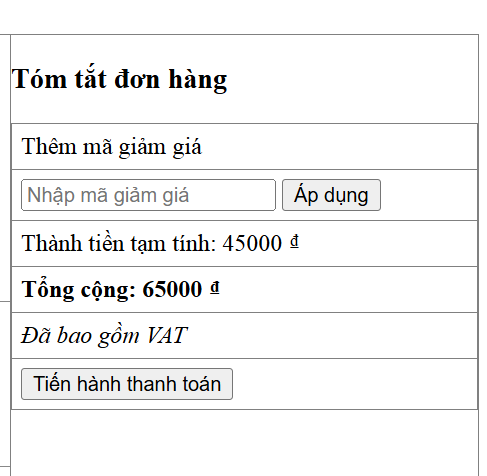 Tóm tắt đơn hàng
Thêm mã giảm giá
Nhập mã giảm giá Áp dụng
Thành tiền tạm tính: 45000 ₫
Tổng cộng: 65000 ₫
Đã bao gồm VAT
Tiến hành thanh toán